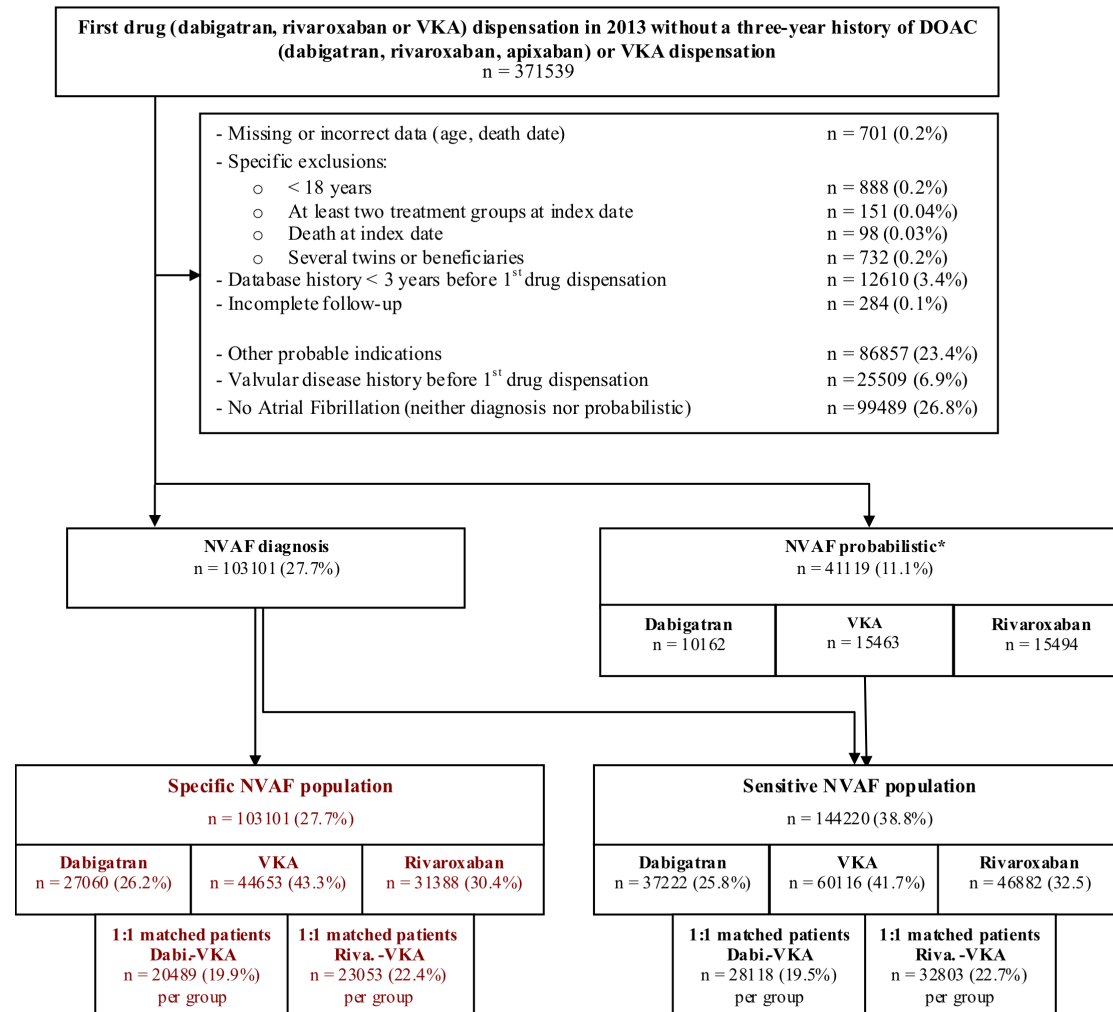 First drug (dabigatran, rivaroxaban or VKA) dispensation in 2013 without a three-year history of DOAC
(dabigatran, rivaroxaban, apixaban) or VKA dispensation
n = 371539
- Missing or incorrect data (age, death date) n = 701 (0.2%)
- Specific exclusions:
o < 18 years n = 888 (0.2%)
o At least two treatment groups at index date n = 151 (0.04%)
o Death at index date n = 98 (0.03%)
o Several twins or beneficiaries n = 732 (0.2%)
- Database history < 3 years before 1st drug dispensation n = 12610 (3.4%)
- Incomplete follow-up n = 284 (0.1%)
- Other probable indications n = 86857 (23.4%)
- Valvular disease history before 1st drug dispensation n = 25509 (6.9%)
- No Atrial Fibrillation (neither diagnosis nor probabilistic) n = 99489 (26.8%)
NVAF diagnosis
n = 103101 (27.7%)
NVAF probabilistic*
n = 41119 (11.1%)
Dabigatran
n = 10162
VKA
n = 15463
Rivaroxaban
n = 15494
Specific NVAF population
n = 103101 (27.7%)
Dabigatran
n = 27060 (26.2%)
VKA
n = 44653 (43.3%)
Rivaroxaban
n = 31388 (30.4%)
1:1 matched patients
Dabi.-VKA
n = 20489 (19.9%)
per group
1:1 matched patients
Riva. -VKA
n = 23053 (22.4%)
per group
Sensitive NVAF population
n = 144220 (38.8%)
Dabigatran
n = 37222 (25.8%)
VKA
n = 60116 (41.7%)
Rivaroxaban
n = 46882 (32.5)
1:1 matched patients
Dabi.-VKA
n = 28118 (19.5%)
per group
1:1 matched patients
Riva. -VKA
n = 32803 (22.7%)
per group